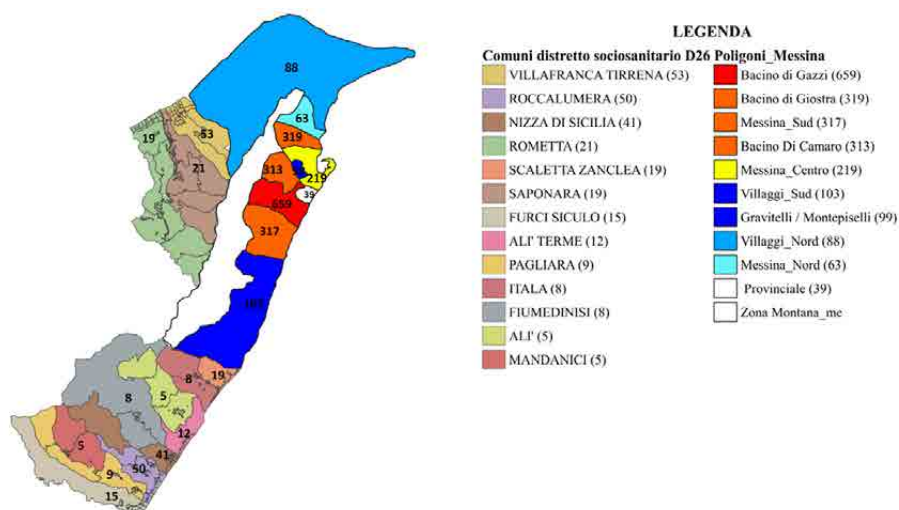 LEGENDA
Comuni distretto sociosanitario D26 Poligoni_Messina
VILLAFRANCA TIRRENA (53)
ROCCALUMERA (50)
NIZZA DI SICILIA (41)
ROMETTA (21)
SCALETTA ZANCLEA (19)
SAPONARA (19)
FURCI SICULO (15)
ALI' TERME (12)
PAGLIARA (9)
ITALA (8)
FIUMEDINISI (8)
ALI' (5)
MANDANICI (5)
Bacino di Gazzi (659)
Bacino di Giostra (319)
Messina_Sud (317)
Bacino Di Camaro (313)
Messina_Centro (219)
Villaggi_Sud (103)
Gravitelli / Montepiselli (99)
Villaggi_Nord (88)
Messina_Nord (63)
Provinciale (39)
Zona Montana_me
88
63
19
53
319
21
313
219
39
659
317
103
8
19
8
5
12
5
41
9
50
15